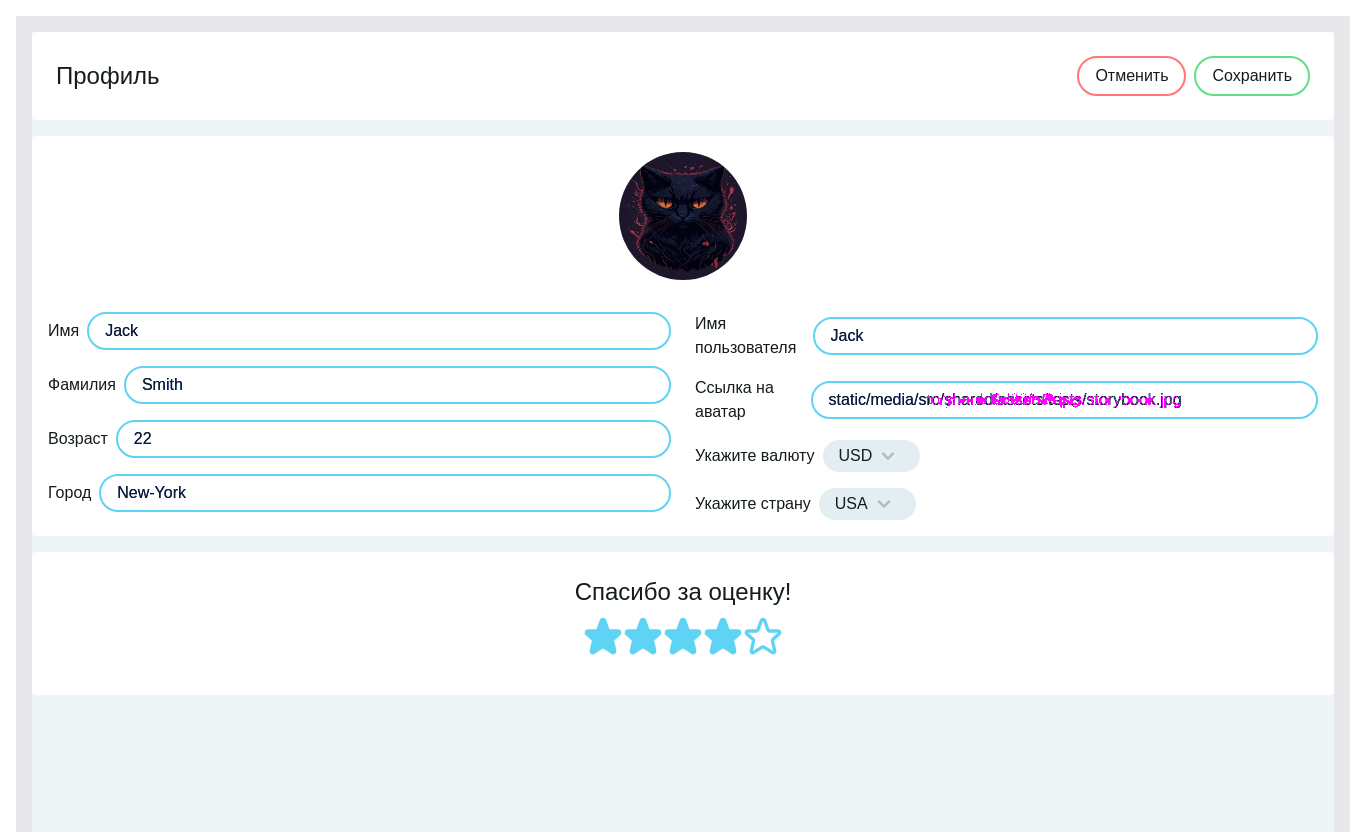 Профиль
Отменить
Сохранить
Имя
Jack
Фамилия
Smith
Возраст
22
Город
New-York
Имя
пользователя
Jack
Ссылка на
аватар
static/media/src/shared/assets/tests/storybook.jpg
Укажите валюту
USD
Укажите страну
USA
Спасибо за оценку!